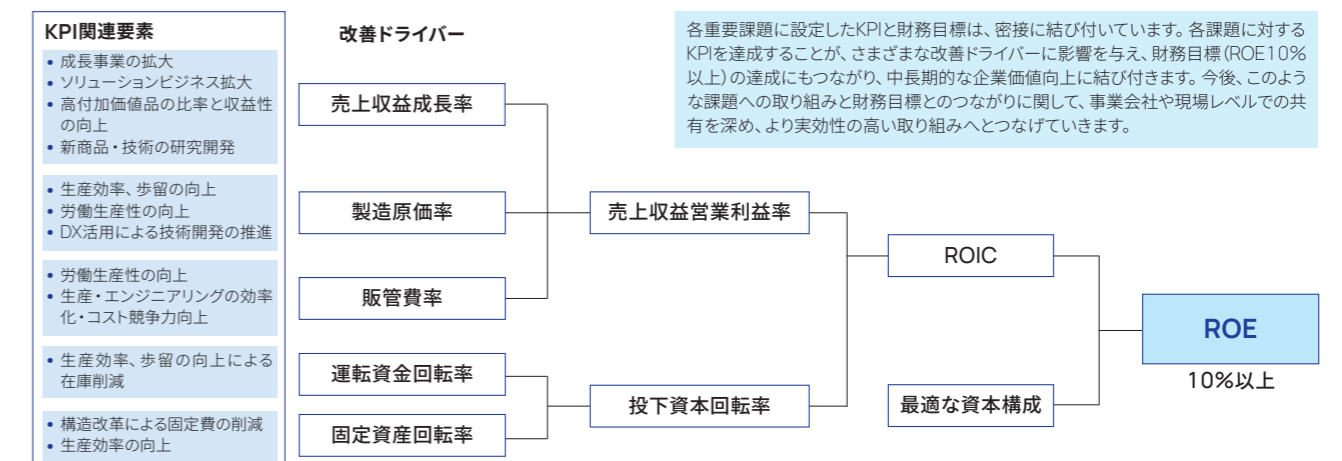 KPI関連要素
• 成長事業の拡大
• ソリューションビジネス拡大
• 高付加価値品の比率と収益性
の向上
• 新商品・技術の研究開発
• 生産効率、歩留の向上
• 労働生産性の向上
• DX活用による技術開発の推進
• 労働生産性の向上
• 生産・エンジニアリングの効率
化・コスト競争力向上
• 生産効率、歩留の向上による
在庫削減
• 構造改革による固定費の削減
• 生産効率の向上
改善ドライバー
売上収益成長率
製造原価率
販管費率
運転資金回転率
固定資産回転率
売上収益営業利益率
投下資本回転率
ROIC
最適な資本構成
ROE
10%以上
各重要課題に設定したKPIと財務目標は、密接に結び付いています。各課題に対する
KPIを達成することが、さまざまな改善ドライバーに影響を与え、財務目標(ROE10%
以上)の達成にもつながり、中長期的な企業価値向上に結び付きます。今後、このよう
な課題への取り組みと財務目標とのつながりに関して、事業会社や現場レベルでの共
有を深め、より実効性の高い取り組みへとつなげていきます。